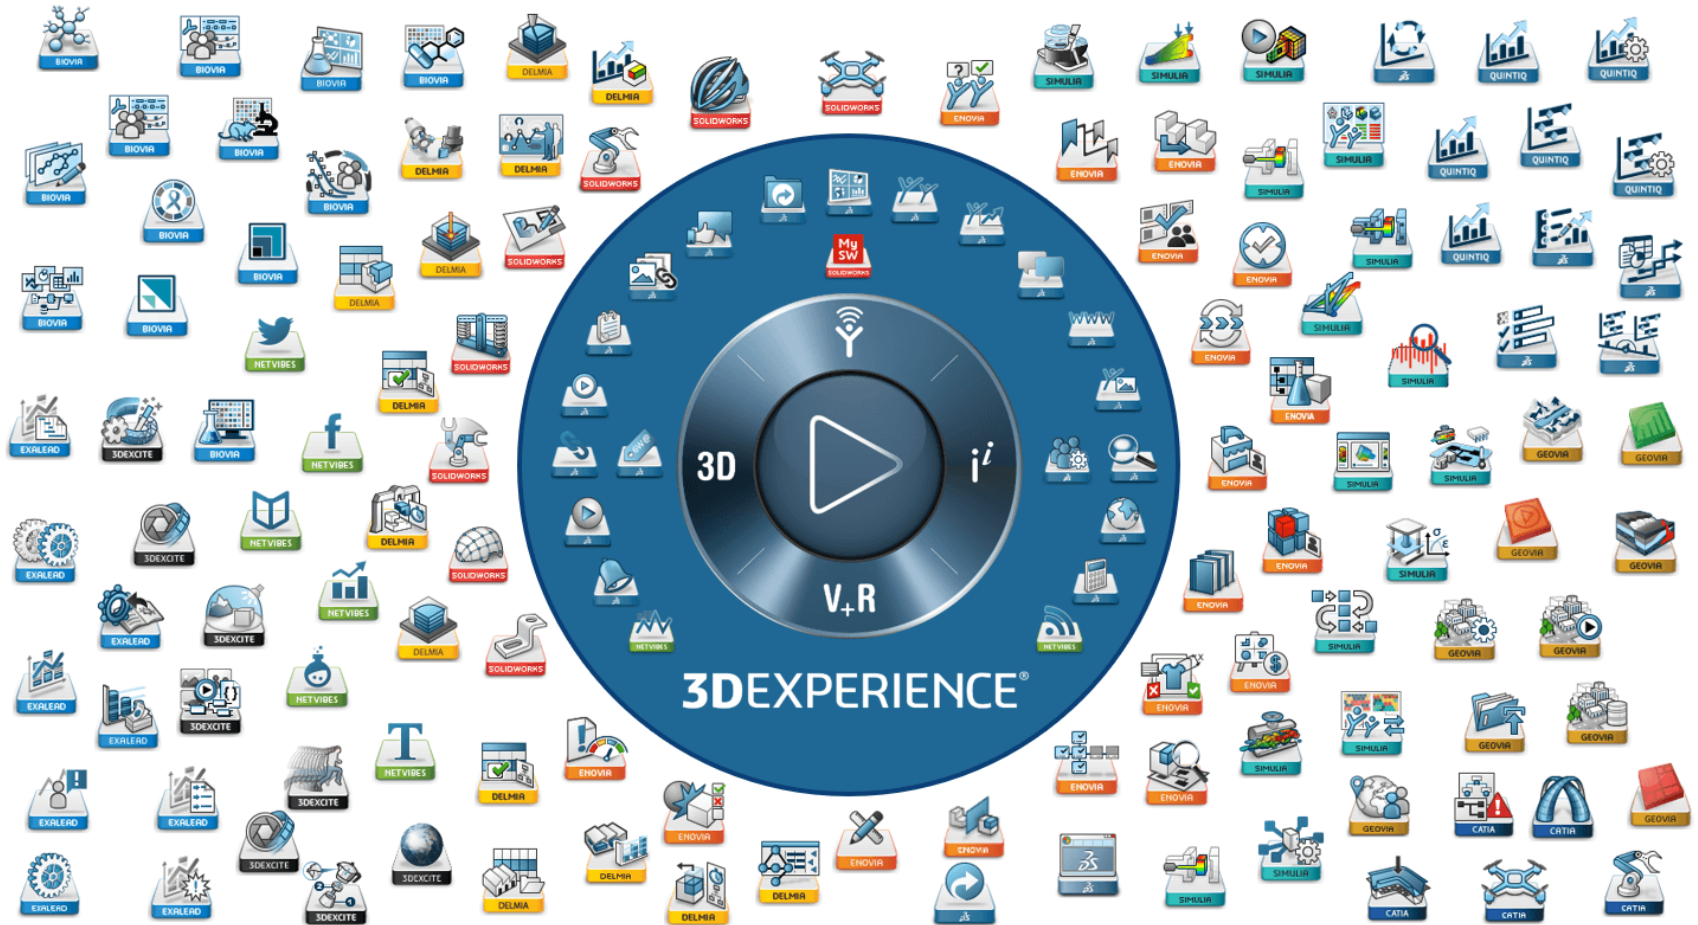 BIOVIA
BIOVIA
BIOVIA
BIOVIA
DELMIA
DELMIA
SOLIDWORKS
SOLIDWORKS
ENOVIA
SIMULIA
SIMULIA
SIMULIA
QUINTIQ
QUINTIQ
BIOVIA
BIOVIA
DELMIA
DELMIA
SOLIDWORKS
ENOVIA
ENOVIA
SIMULIA
SIMULIA
QUINTIQ
QUINTIQ
QUINTIQ
BIOVIA
BIOVIA
BIOVIA
BIOVIA
DELMIA
DELMIA
SOLIDWORKS
My
SW
SOLIDWORKS
ENOVIA
ENOVIA
SIMULIA
QUINTIQ
BIOVIA
BIOVIA
NETVIBES
SOLIDWORKS
ENOVIA
SIMULIA
SIMULIA
DELMIA
ENOVIA
EXALEAD
3DEXCITE
BIOVIA
NETVIBES
SOLIDWORKS
3D
i i
ENOVIA
SIMULIA
SIMULIA
GEOVIA
GEOVIA
EXALEAD
3DEXCITE
NETVIBES
DELMIA
SOLIDWORKS
V+R
ENOVIA
ENOVIA
σ
ε
SIMULIA
GEOVIA
GEOVIA
EXALEAD
3DEXCITE
NETVIBES
DELMIA
SOLIDWORKS
NETVIBES
NETVIBES
3DEXPERIENCE®
ENOVIA
ENOVIA
SIMULIA
GEOVIA
GEOVIA
EXALEAD
EXALEAD
3DEXCITE
NETVIBES
NETVIBES
ENOVIA
ENOVIA
ENOVIA
SIMULIA
SIMULIA
GEOVIA
GEOVIA
EXALEAD
EXALEAD
3DEXCITE
3DEXCITE
DELMIA
ENOVIA
ENOVIA
ENOVIA
GEOVIA
CATIA
CATIA
GEOVIA
EXALEAD
EXALEAD
3DEXCITE
3DEXCITE
DELMIA
DELMIA
DELMIA
DELMIA
SIMULIA
SIMULIA
CATIA
CATIA
CATIA